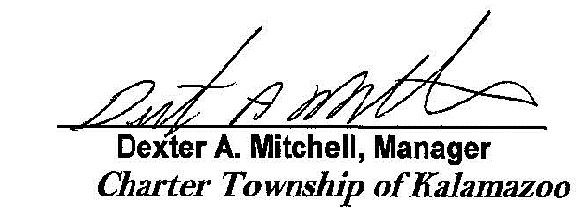 Dexter A. Mitchell, Manager
Charter Township of Kalamazoo